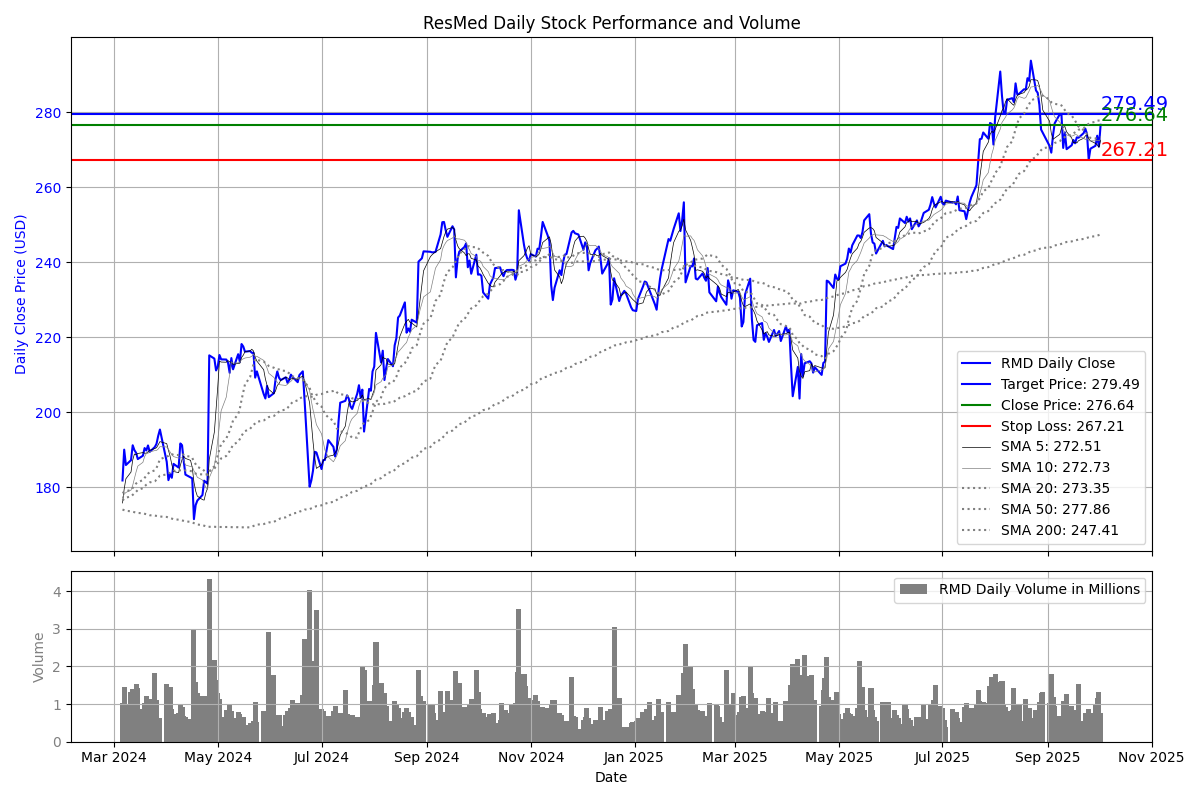 ResMed Daily Stock Performance and Volume
Daily Close Price (USD)
280
260
240
220
200
180
279.49
276.64
267.21
RMD Daily Close
Target Price: 279.49
Close Price: 276.64
Stop Loss: 267.21
SMA 5: 272.51
SMA 10: 272.73
SMA 20: 273.35
SMA 50: 277.86
SMA 200: 247.41
Volume
4
3
2
1
0
RMD Daily Volume in Millions
Mar 2024 May 2024 Jul 2024 Sep 2024 Nov 2024 Jan 2025 Mar 2025 May 2025 Jul 2025 Sep 2025 Nov 2025
Date